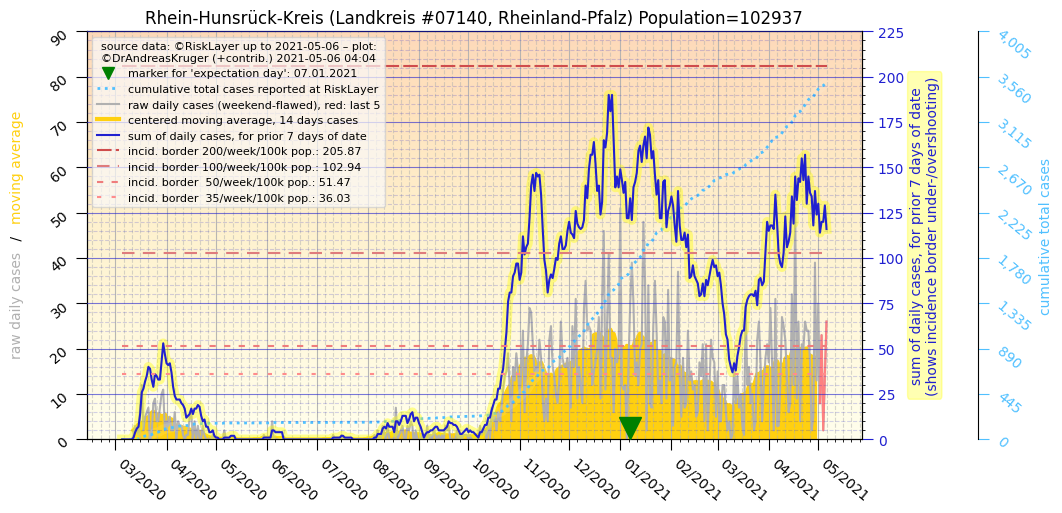 Rhein-Hunsrück-Kreis (Landkreis #07140, Rheinland-Pfalz) Population=102937
source data: ©RiskLayer up to 2021-05-06 – plot:
©DrAndreasKruger (+contrib.) 2021-05-06 04:04
marker for 'expectation day': 07.01.2021
cumulative total cases reported at RiskLayer
raw daily cases (weekend-flawed), red: last 5
centered moving average, 14 days cases
sum of daily cases, for prior 7 days of date
incid. border 200/week/100k pop.: 205.87
incid. border 100/week/100k pop.: 102.94
incid. border  50/week/100k pop.: 51.47
incid. border  35/week/100k pop.: 36.03
raw daily cases / moving average
90
80
70
60
50
40
30
20
10
0
03/2020
04/2020
05/2020
06/2020
07/2020
08/2020
09/2020
10/2020
11/2020
12/2020
01/2021
02/2021
03/2021
04/2021
05/2021
225
200
175
150
125
100
75
50
25
0
sum of daily cases, for prior 7 days of date
(shows incidence border under-/overshooting)
4,005
3,560
3,115
2,670
2,225
1,780
1,335
890
445
0
cumulative total cases